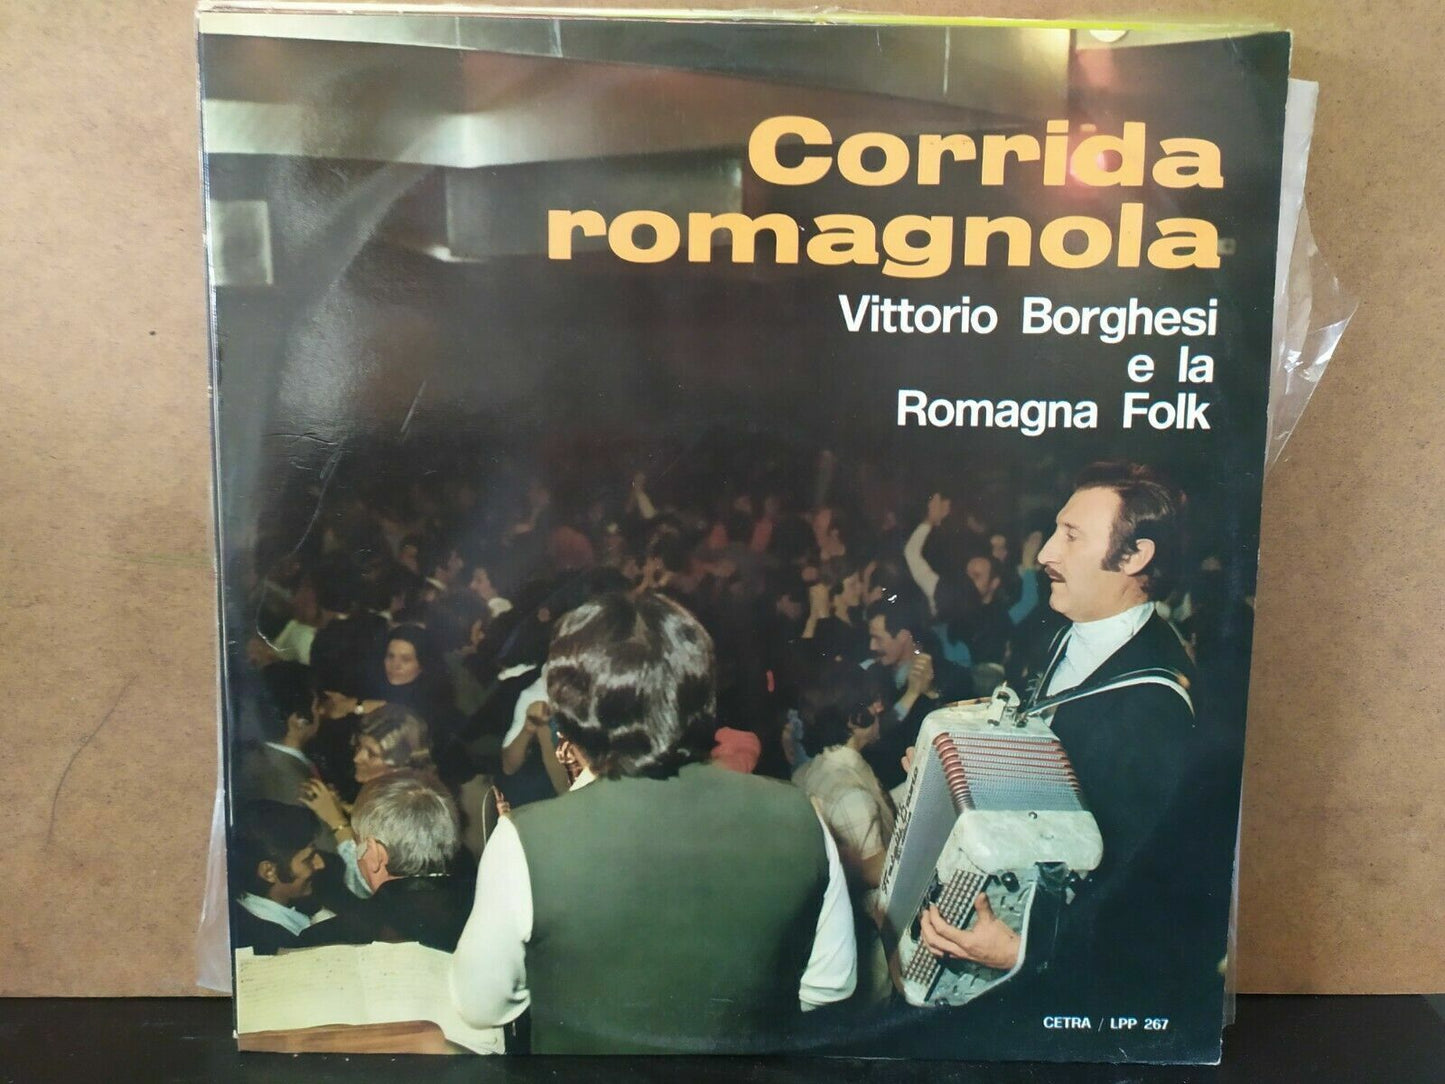 Corrida
romagnola
Vittorio Borghesi
e la
Romagna Folk
CETRA / LPP 267